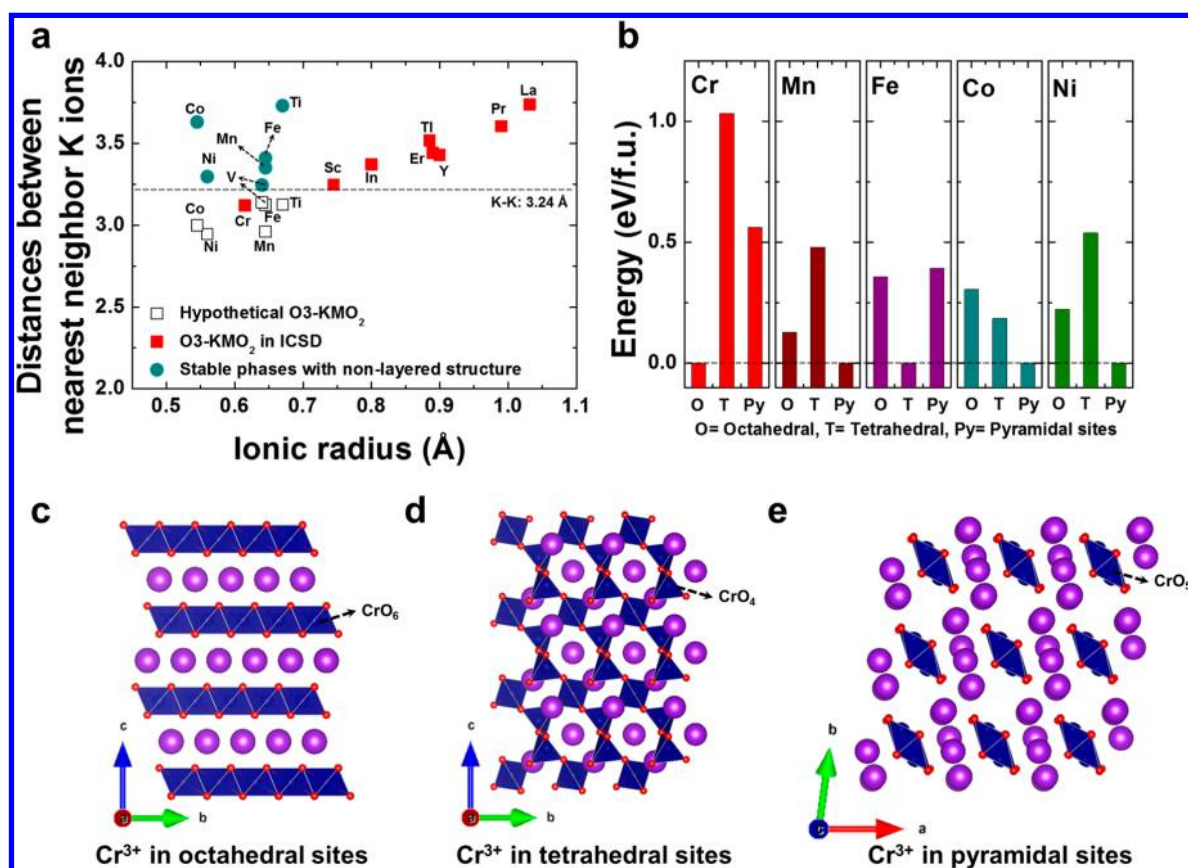 a
Distances between
nearest neighbor K ions
4.0
3.5
3.0
2.5
2.0
0.5 0.6 0.7 0.8 0.9 1.0 1.1
Ionic radius (Å)
Co
Ti
Fe
Mn
Ni
V
Co
Ni
Cr
Fe
Mn
Ti
Sc
In
Tl
Er
Y
Pr
La
K-K: 3.24 Å
Hypothetical O3-KMO₂
O3-KMO₂ in ICSD
Stable phases with non-layered structure
b
Energy (eV/f.u.)
1.0
0.5
0.0
Cr Mn Fe Co Ni
O T Py O T Py O T Py O T Py O T Py
O= Octahedral, T= Tetrahedral, Py= Pyramidal sites
c
CrO₆
c
a
b
Cr³⁺ in octahedral sites
d
CrO₄
c
a
b
Cr³⁺ in tetrahedral sites
e
CrO₅
b
c
a
Cr³⁺ in pyramidal sites